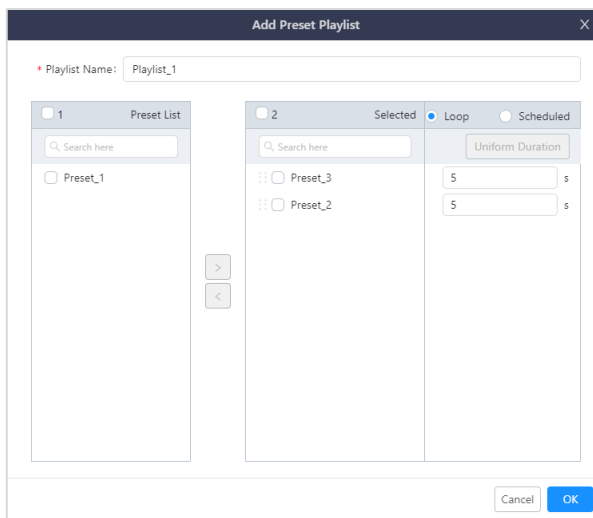 Add Preset Playlist X
* Playlist Name: Playlist_1
1 Preset List 2 Selected Loop Scheduled
Search here Search here Uniform Duration
Preset_1 Preset_3 5 s
Preset_2 5 s
>
<
Cancel OK